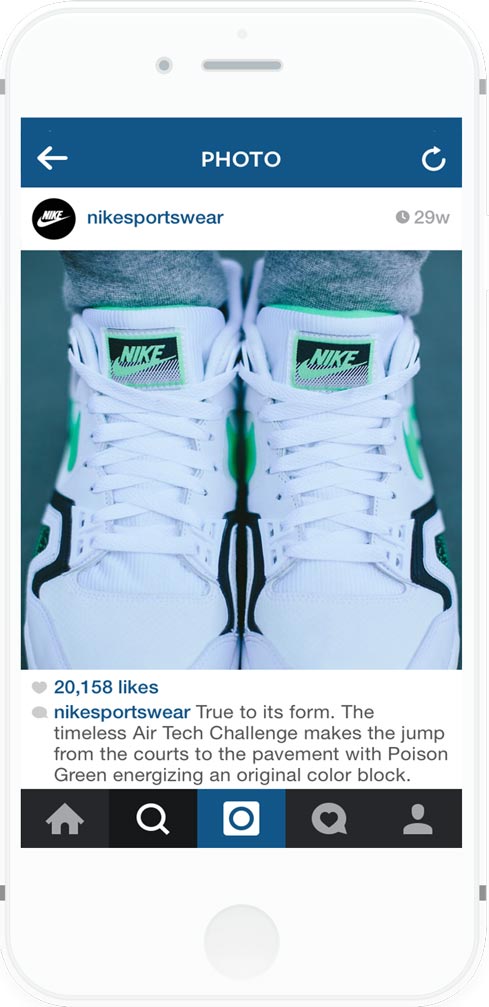 PHOTO
NIKE
nikesportswear
29w
NIKE
NIKE
20,158 likes
nikesportswear True to its form. The
timeless Air Tech Challenge makes the jump
from the courts to the pavement with Poison
Green energizing an original color block.